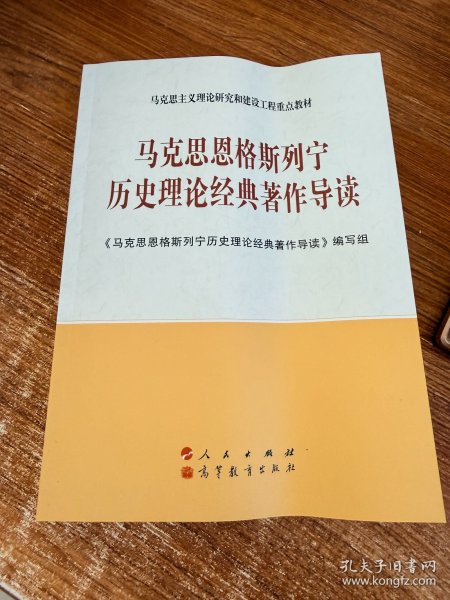 马克思主义理论研究和建设工程重点教材
马克思恩格斯列宁
历史理论经典著作导读
《马克思恩格斯列宁历史理论经典著作导读》编写组
人民出版社
高等教育出版社
孔夫子旧书网
www.kongfz.com